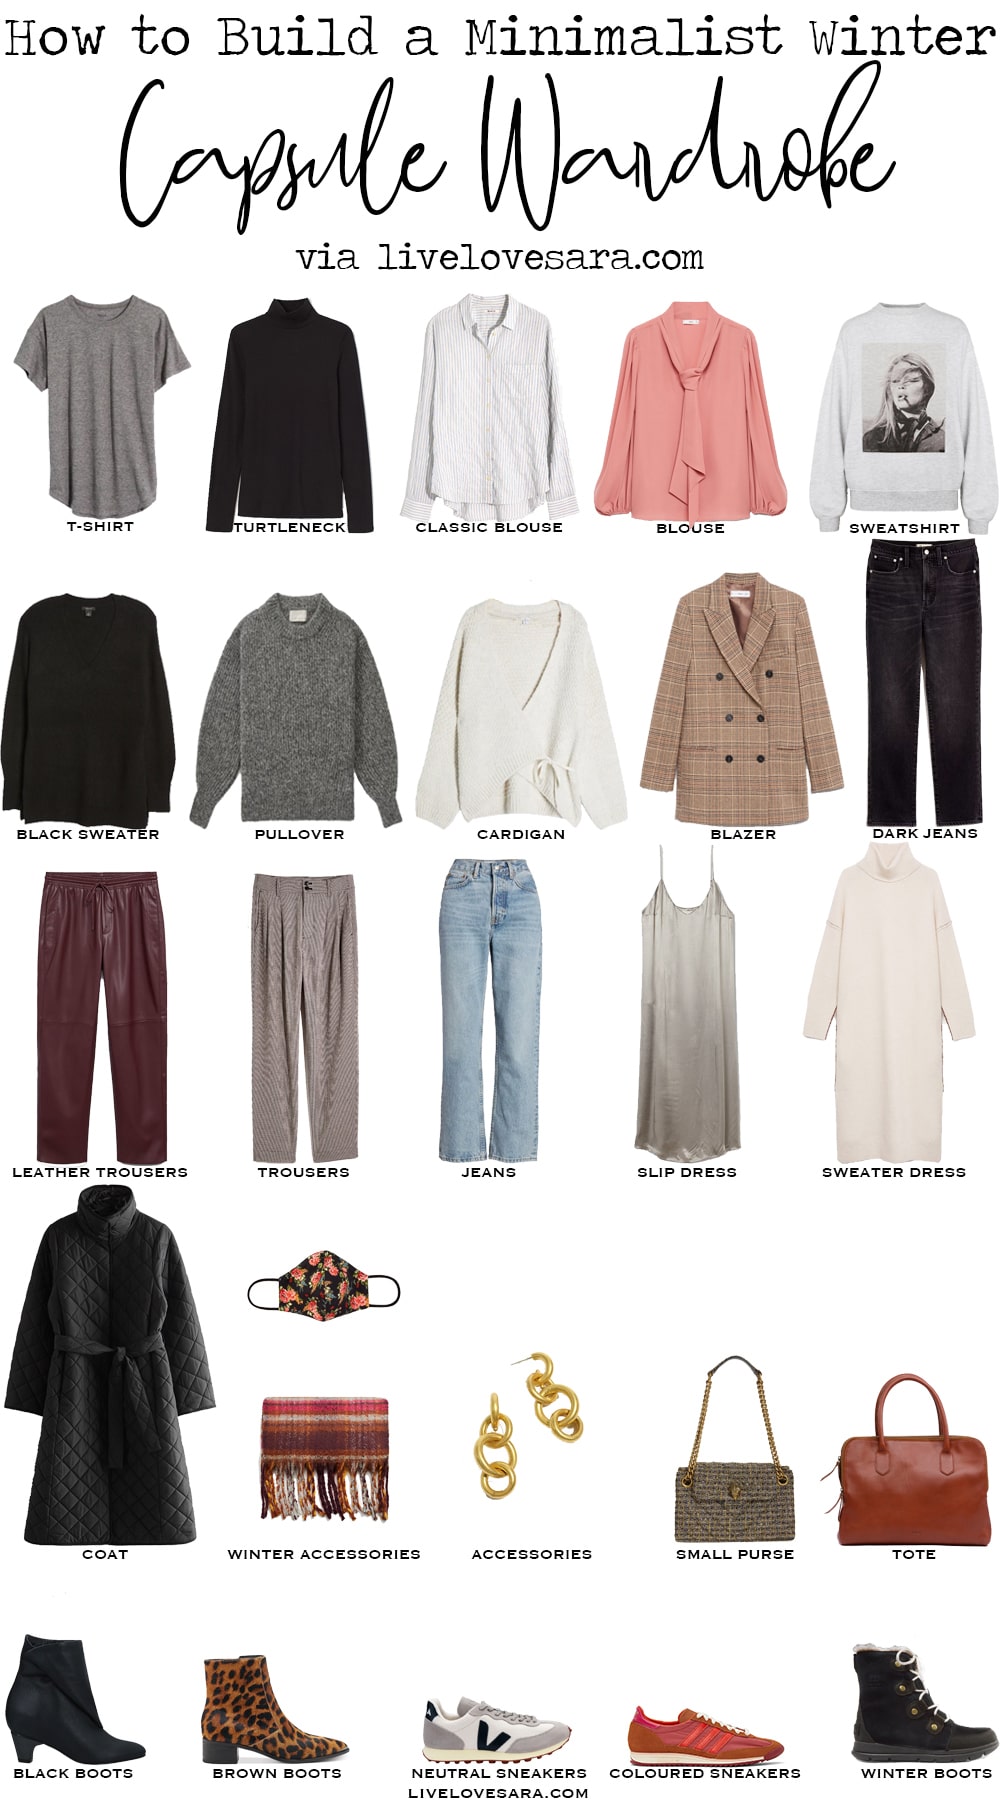 How to Build a Minimalist Winter
Capsule Wardrobe
via livelovesara.com
T-SHIRT
TURTLENECK
CLASSIC BLOUSE
BLOUSE
SWEATSHIRT
BLACK SWEATER
PULLOVER
CARDIGAN
BLAZER
DARK JEANS
LEATHER TROUSERS
TROUSERS
JEANS
SLIP DRESS
SWEATER DRESS
COAT
WINTER ACCESSORIES
ACCESSORIES
SMALL PURSE
TOTE
BLACK BOOTS
BROWN BOOTS
NEUTRAL SNEAKERS
COLOURED SNEAKERS
WINTER BOOTS
LIVELOVESARA.COM